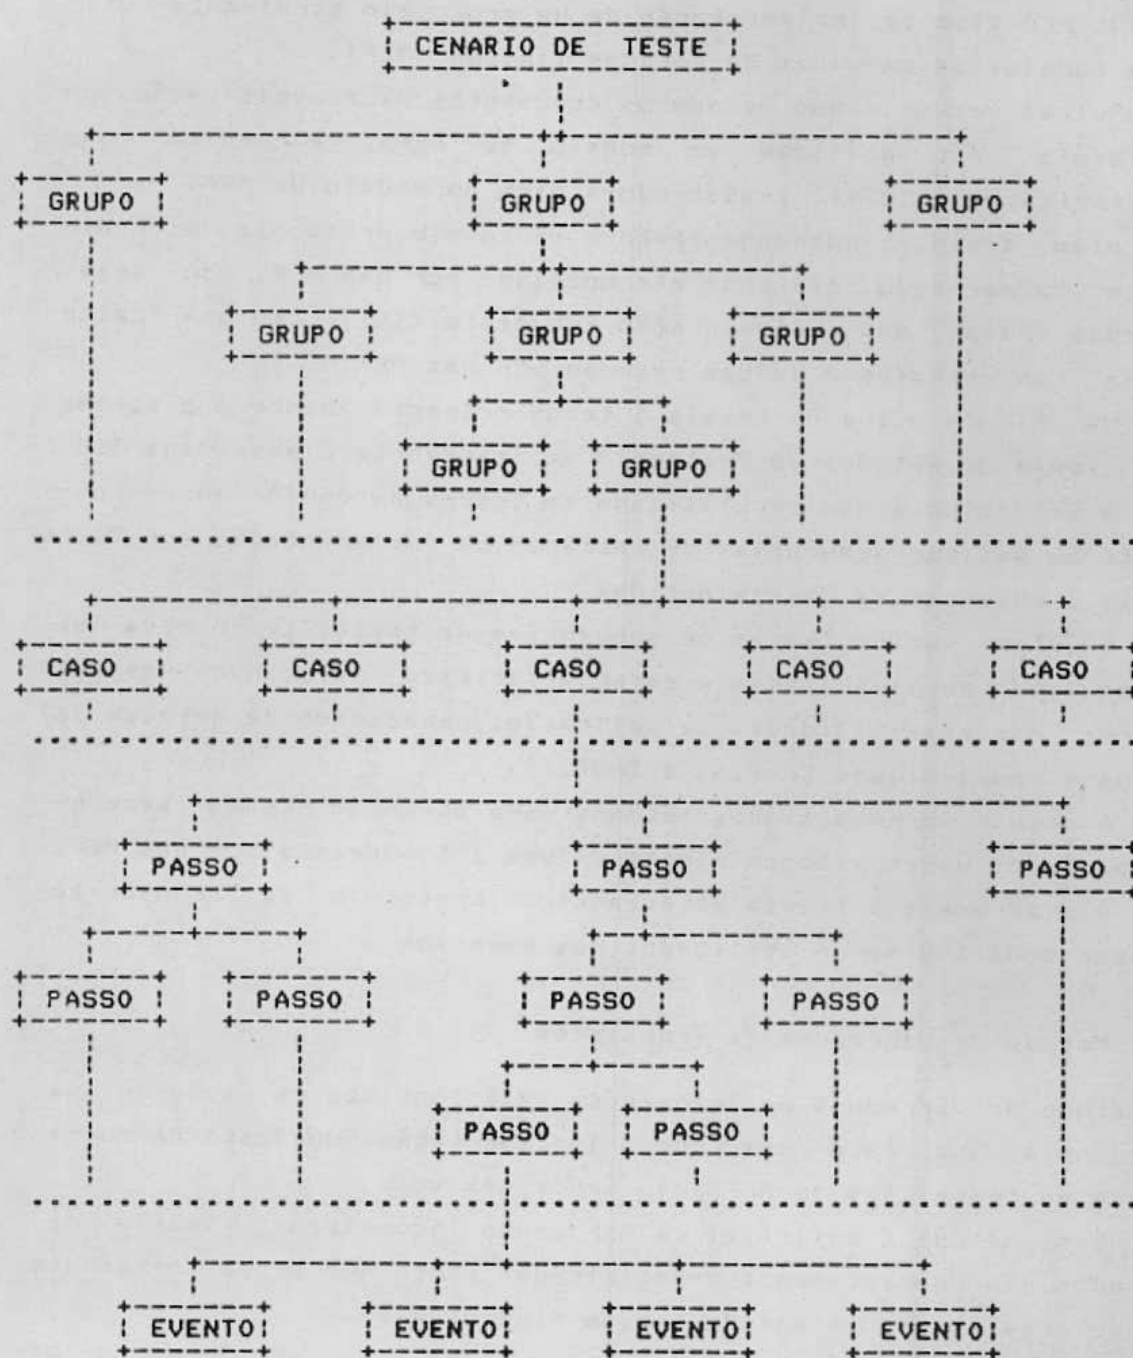 CENARIO DE TESTE
GRUPO GRUPO GRUPO
GRUPO GRUPO GRUPO
GRUPO GRUPO
CASO CASO CASO CASO CASO
PASSO PASSO PASSO
PASSO PASSO PASSO PASSO
PASSO PASSO
EVENTO EVENTO EVENTO EVENTO